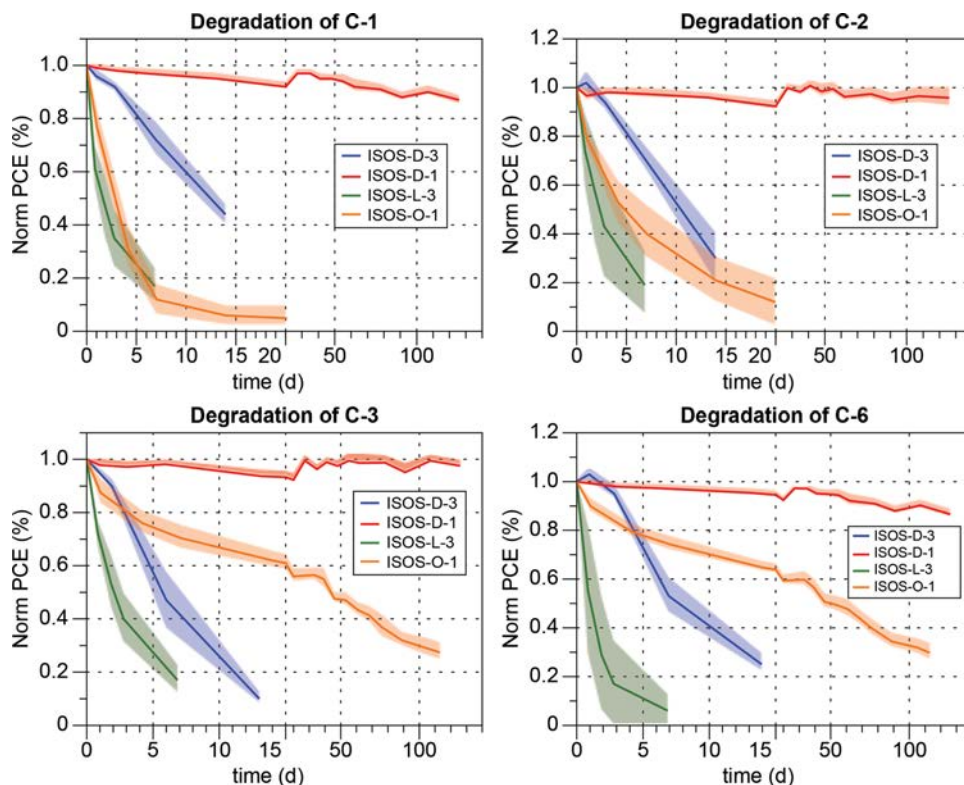 Degradation of C-1
Norm PCE (%)
1.0
0.8
0.6
0.4
0.2
0
ISOS-D-3
ISOS-D-1
ISOS-L-3
ISOS-O-1
0 5 10 15 20 50 100
time (d)
Degradation of C-2
Norm PCE (%)
1.2
1.0
0.8
0.6
0.4
0.2
0
ISOS-D-3
ISOS-D-1
ISOS-L-3
ISOS-O-1
0 5 10 15 20 50 100
time (d)
Degradation of C-3
Norm PCE (%)
1.0
0.8
0.6
0.4
0.2
0
ISOS-D-3
ISOS-D-1
ISOS-L-3
ISOS-O-1
0 5 10 15 50 100
time (d)
Degradation of C-6
Norm PCE (%)
1.2
1.0
0.8
0.6
0.4
0.2
0
ISOS-D-3
ISOS-D-1
ISOS-L-3
ISOS-O-1
0 5 10 15 50 100
time (d)